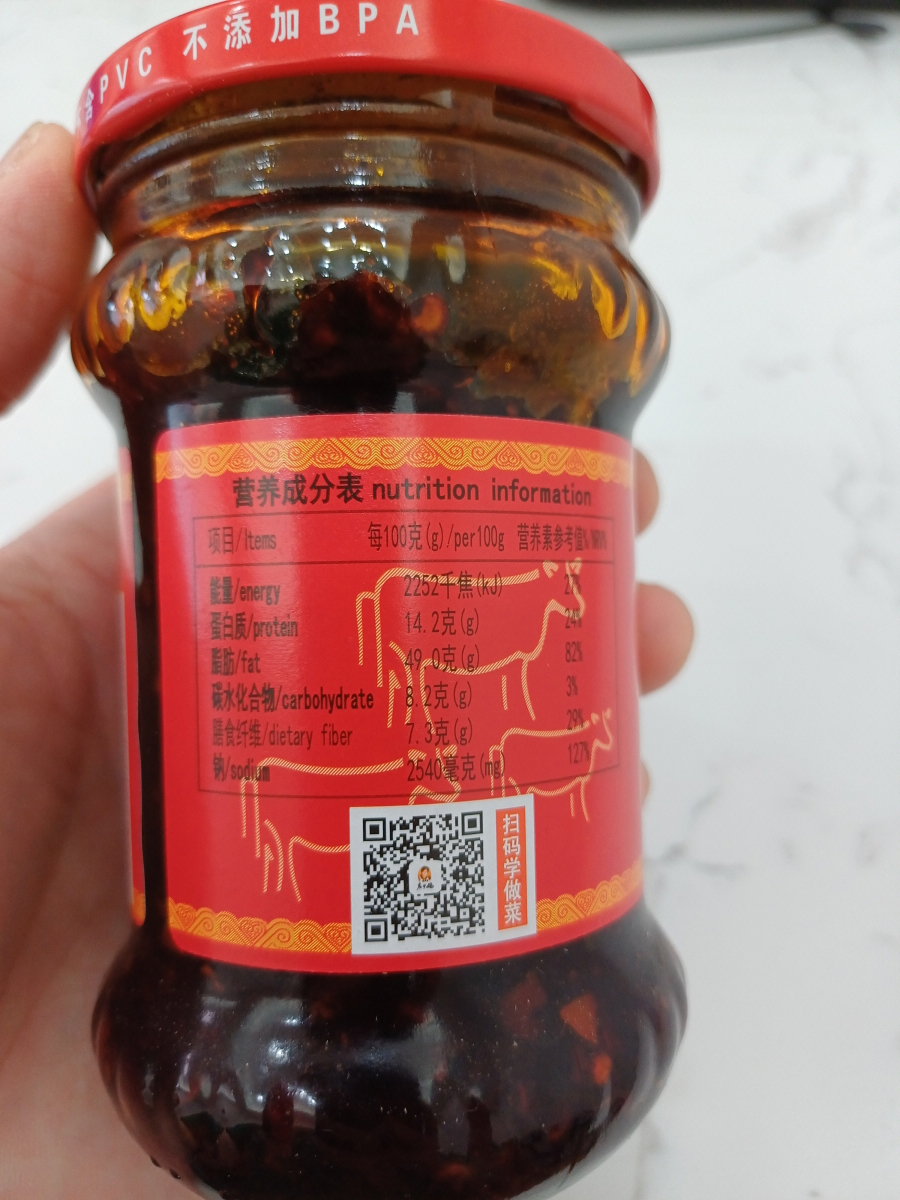 PVC 不添加BPA
营养成分表 nutrition information
项目/Items 每100克(g)/per100g 营养素参考值%/NRV%
能量/energy 2252千焦(kJ) 27%
蛋白质/protein 14.2克(g) 24%
脂肪/fat 49.0克(g) 82%
碳水化合物/carbohydrate 8.2克(g) 3%
膳食纤维/dietary fiber 7.3克(g) 29%
钠/sodium 2540毫克(mg) 127%
扫码学做菜